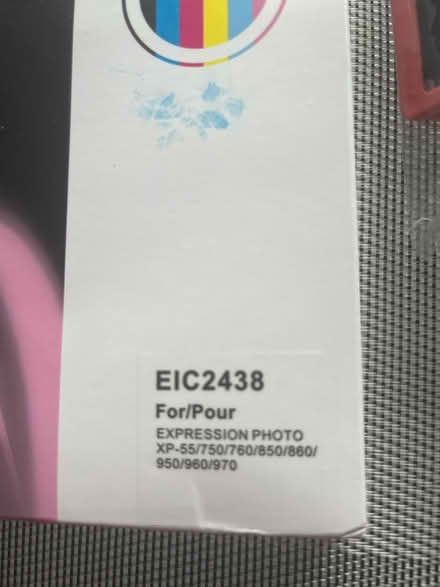 EIC2438
For/Pour
EXPRESSION PHOTO
XP-55/750/760/850/860/
950/960/970